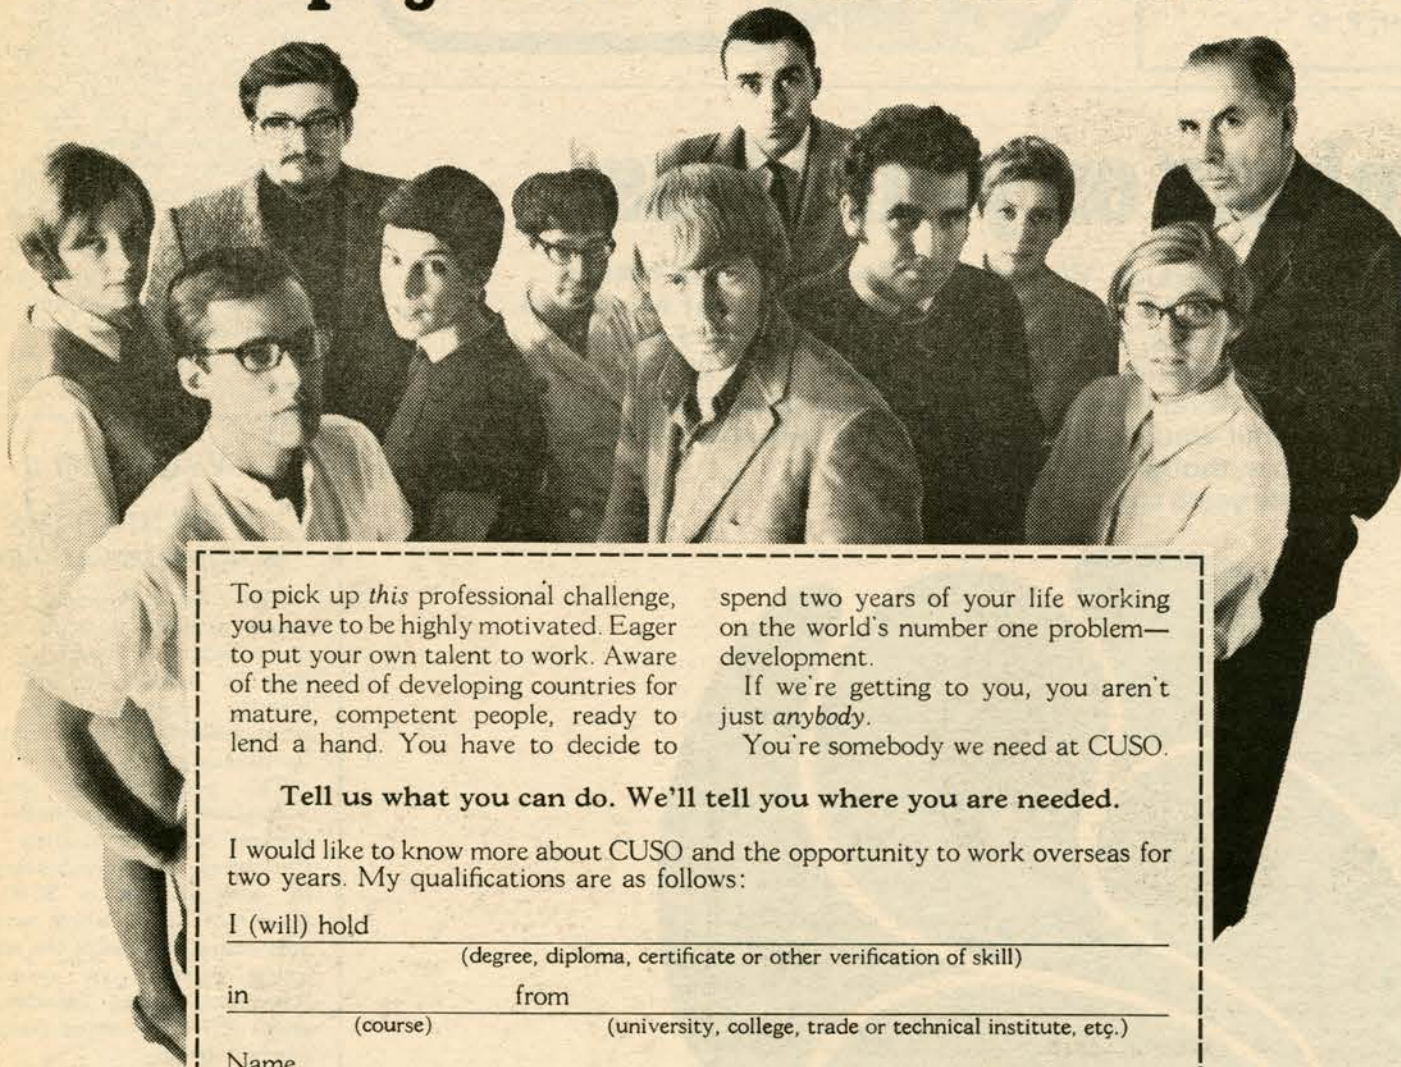 To pick up this professional challenge,
you have to be highly motivated. Eager
to put your own talent to work. Aware
of the need of developing countries for
mature, competent people, ready to
lend a hand. You have to decide to
spend two years of your life working
on the world's number one problem—
development.
If we're getting to you, you aren't
just anybody.
You're somebody we need at CUSO.
Tell us what you can do. We'll tell you where you are needed.
I would like to know more about CUSO and the opportunity to work overseas for
two years. My qualifications are as follows:
I (will) hold
(degree, diploma, certificate or other verification of skill)
in from
(course) (university, college, trade or technical institute, etc.)
Name